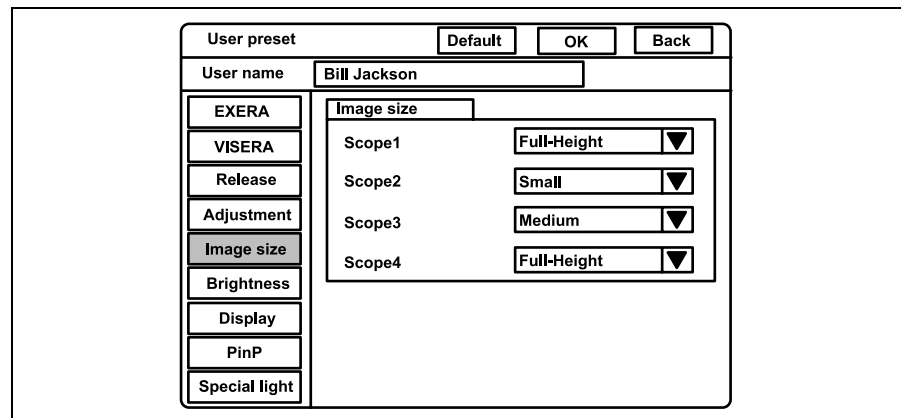 User preset
Default
OK
Back
User name
Bill Jackson
EXERA
VISERA
Release
Adjustment
Image size
Brightness
Display
PinP
Special light
Image size
Scope1
Full-Height
Scope2
Small
Scope3
Medium
Scope4
Full-Height